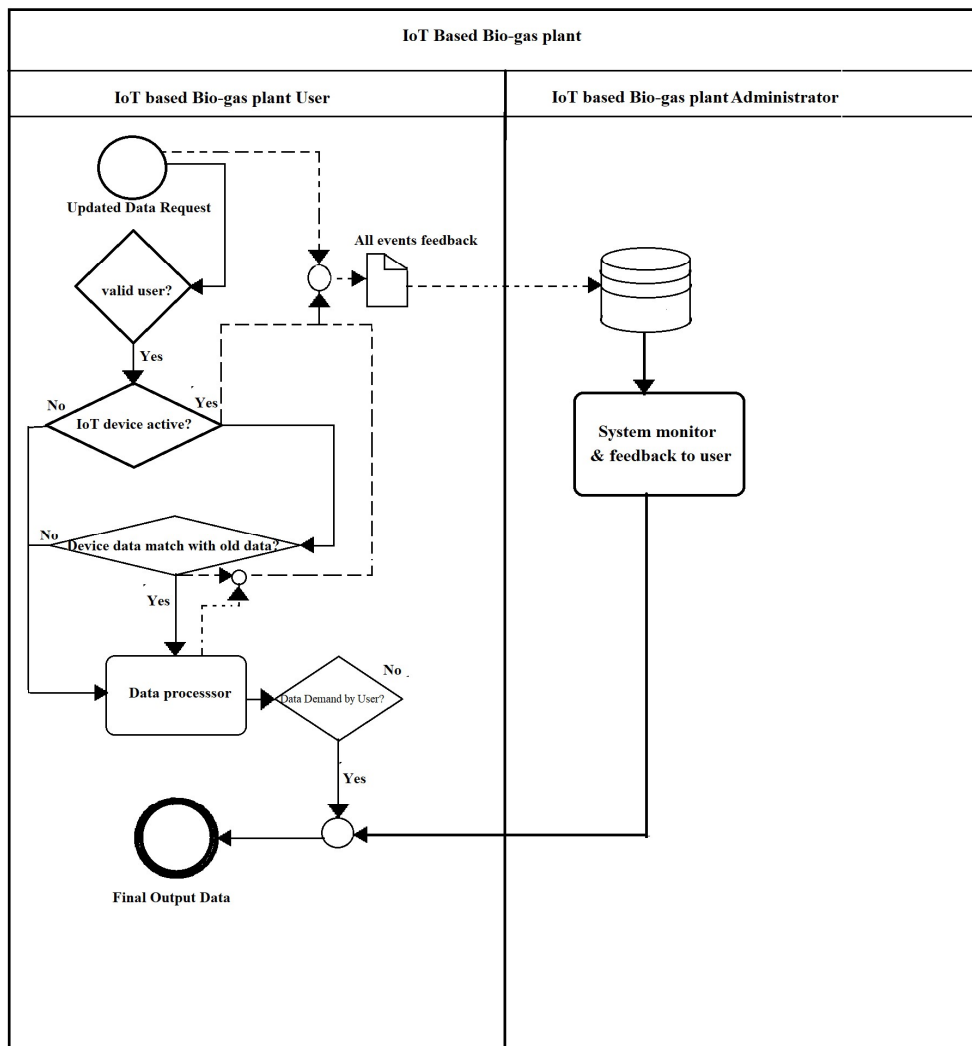 IoT Based Bio-gas plant
IoT based Bio-gas plant User
IoT based Bio-gas plant Administrator
Updated Data Request
All events feedback
valid user?
Yes
No
Yes
IoT device active?
System monitor
& feedback to user
No
Device data match with old data?
Yes
Data processsor
No
Data Demand by User?
Yes
Final Output Data